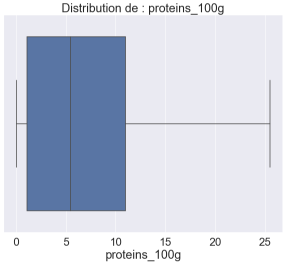 Distribution de : proteins_100g
0 5 10 15 20 25
proteins_100g